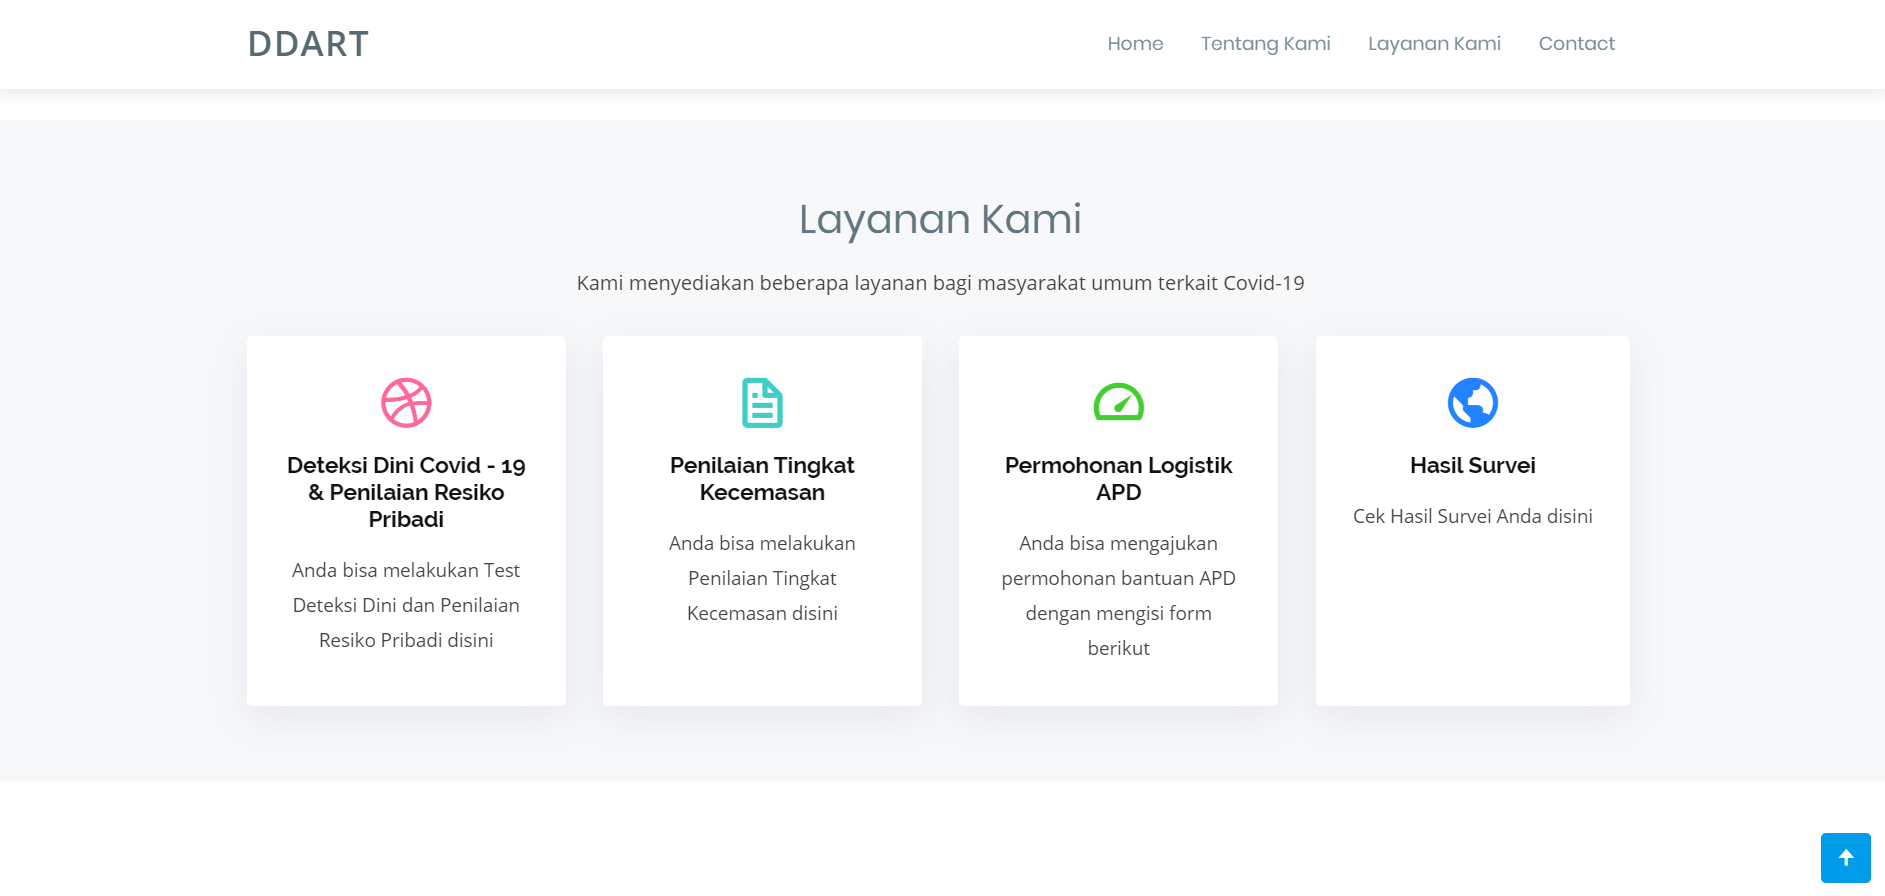 DDART
Home
Tentang Kami
Layanan Kami
Contact
Layanan Kami
Kami menyediakan beberapa layanan bagi masyarakat umum terkait Covid-19
Deteksi Dini Covid - 19
& Penilaian Resiko
Pribadi
Anda bisa melakukan Test
Deteksi Dini dan Penilaian
Resiko Pribadi disini
Penilaian Tingkat
Kecemasan
Anda bisa melakukan
Penilaian Tingkat
Kecemasan disini
Permohonan Logistik
APD
Anda bisa mengajukan
permohonan bantuan APD
dengan mengisi form
berikut
Hasil Survei
Cek Hasil Survei Anda disini